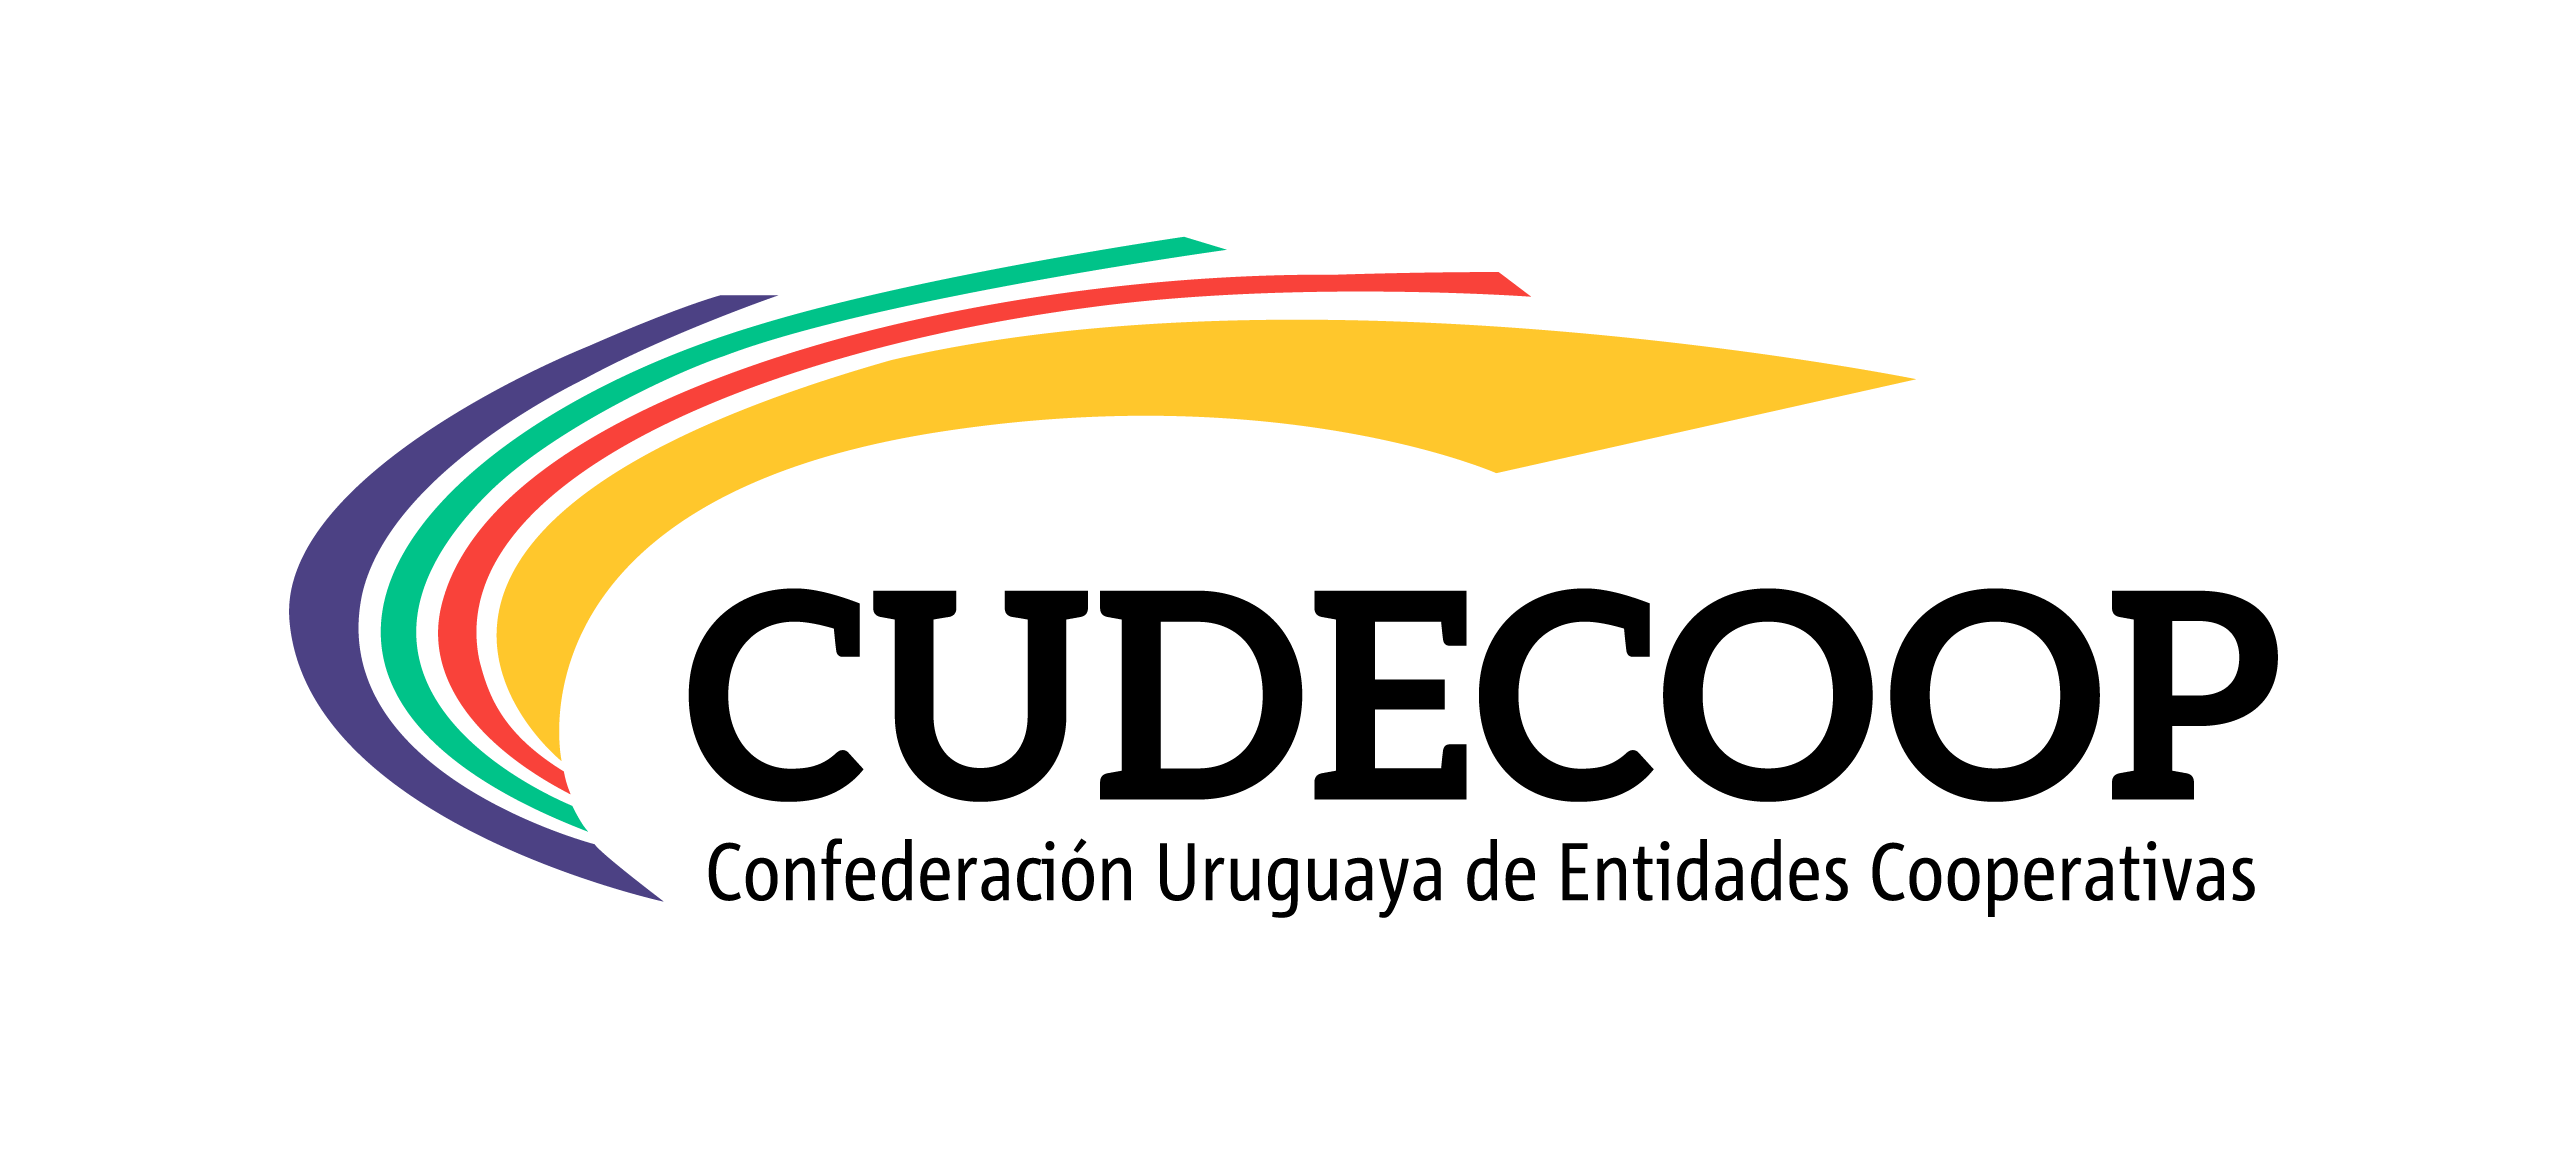 CUDECOOP
Confederación Uruguaya de Entidades Cooperativas